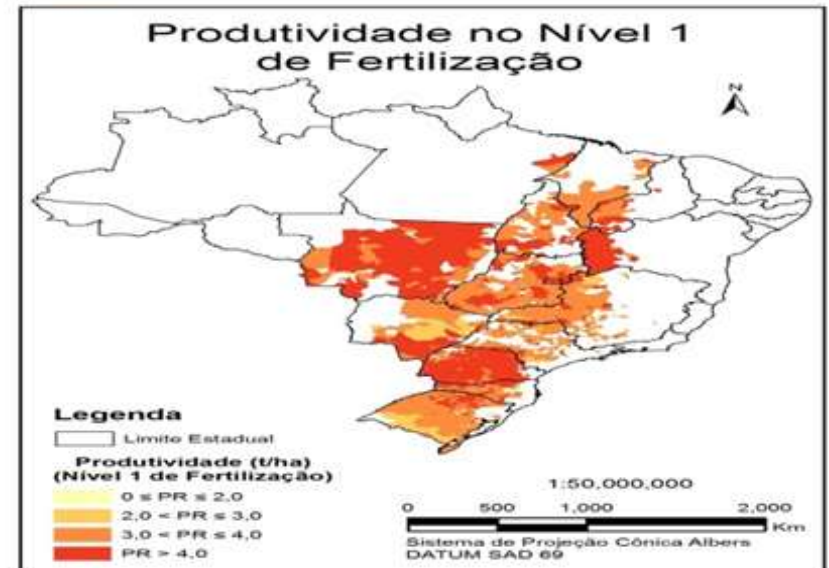 Produtividade no Nível 1
de Fertilização
N
Legenda
Limite Estadual
Produtividade (t/ha)
(Nível 1 de Fertilização)
0 ≤ PR ≤ 2,0
2,0 < PR ≤ 3,0
3,0 < PR ≤ 4,0
PR > 4,0
1:50,000,000
0 500 1,000 2,000
Km
Sistema de Projeção Cônica Albers
DATUM SAD 69